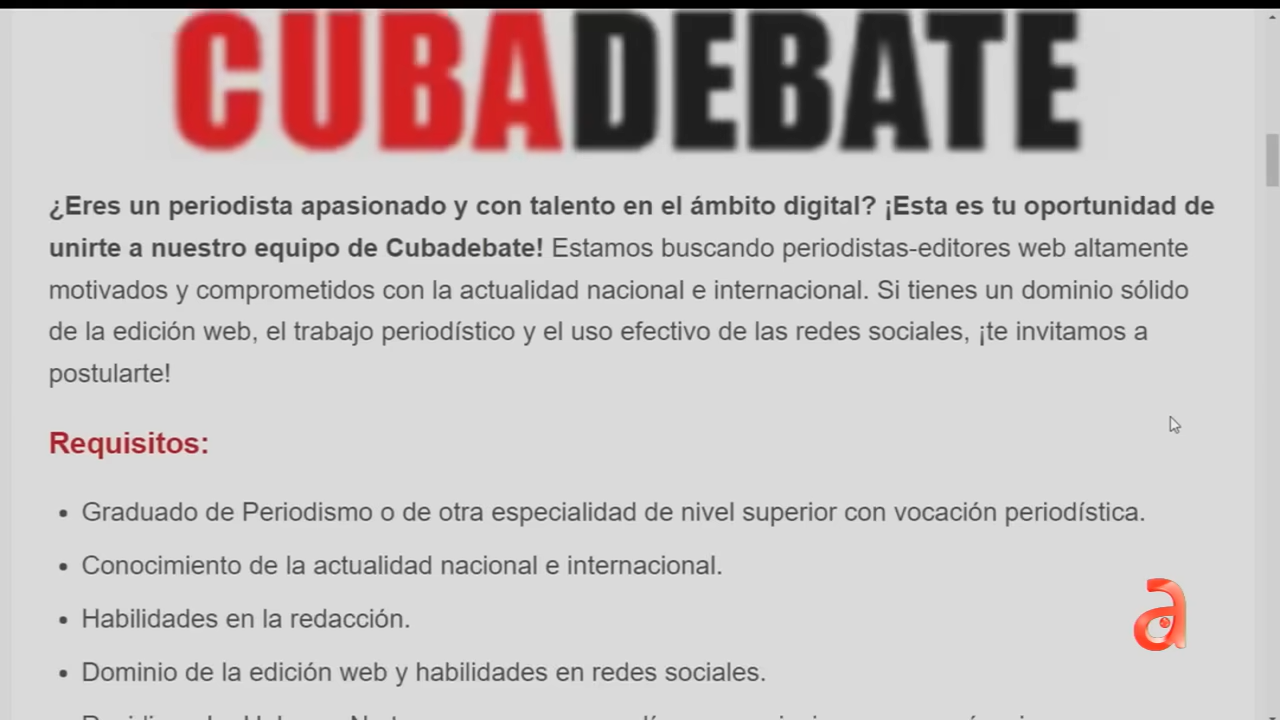 CUBADEBATE
¿Eres un periodista apasionado y con talento en el ámbito digital? ¡Esta es tu oportunidad de
unirte a nuestro equipo de Cubadebate! Estamos buscando periodistas-editores web altamente
motivados y comprometidos con la actualidad nacional e internacional. Si tienes un dominio sólido
de la edición web, el trabajo periodístico y el uso efectivo de las redes sociales, ¡te invitamos a
postularte!
Requisitos:
• Graduado de Periodismo o de otra especialidad de nivel superior con vocación periodística.
• Conocimiento de la actualidad nacional e internacional.
• Habilidades en la redacción.
a
• Dominio de la edición web y habilidades en redes sociales.